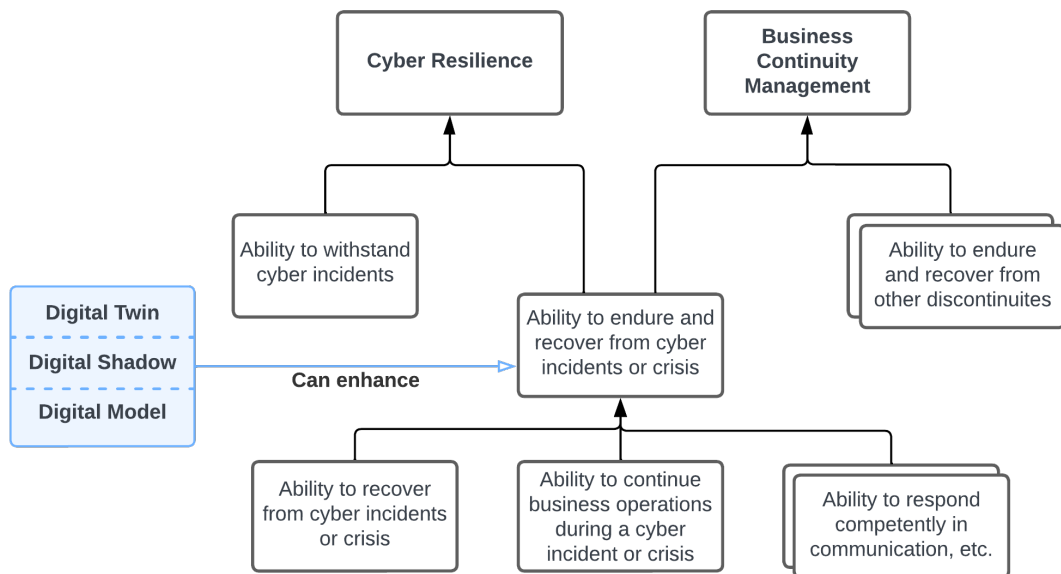 Cyber Resilience
Business
Continuity
Management
Ability to withstand
cyber incidents
Ability to endure
and recover from
other discontinuites
Digital Twin
Digital Shadow
Digital Model
Can enhance
Ability to endure and
recover from cyber
incidents or crisis
Ability to recover
from cyber incidents
or crisis
Ability to continue
business operations
during a cyber
incident or crisis
Ability to respond
competently in
communication, etc.